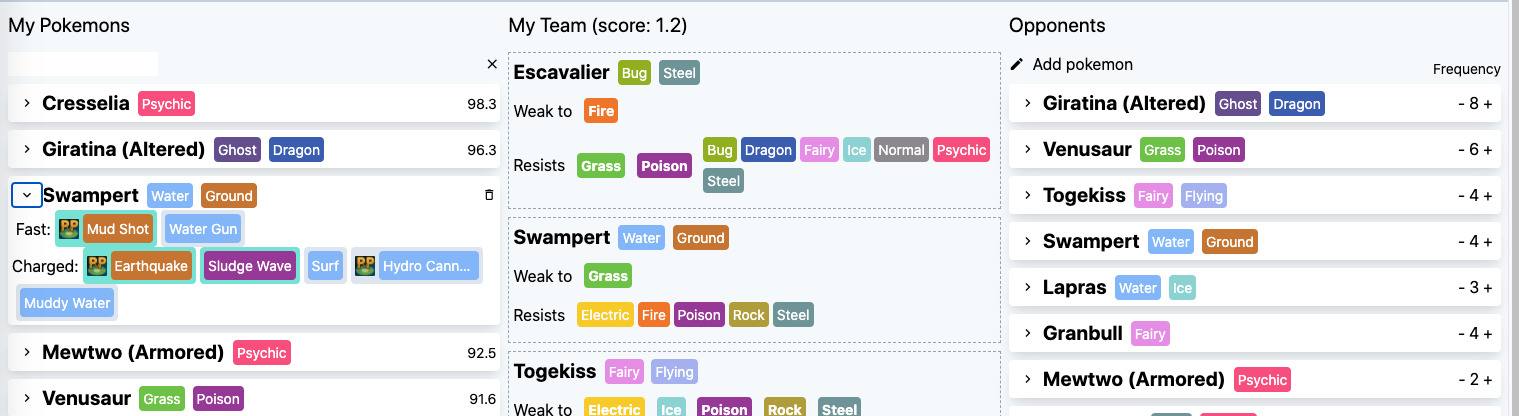 My Pokemons
Cresselia Psychic 98.3
Giratina (Altered) Ghost Dragon 96.3
Swampert Water Ground
Fast: PP Mud Shot Water Gun
Charged: PP Earthquake Sludge Wave Surf PP Hydro Cann...
Muddy Water
Mewtwo (Armored) Psychic 92.5
Venusaur Grass Poison 91.6
My Team (score: 1.2)
Escavalier Bug Steel
Weak to Fire
Resists Grass Poison Bug Dragon Fairy Ice Normal Psychic
Steel
Swampert Water Ground
Weak to Grass
Resists Electric Fire Poison Rock Steel
Togekiss Fairy Flying
Weak to Electric Ice Poison Rock Steel
Opponents
Add pokemon
Frequency
Giratina (Altered) Ghost Dragon - 8 +
Venusaur Grass Poison - 6 +
Togekiss Fairy Flying - 4 +
Swampert Water Ground - 4 +
Lapras Water Ice - 3 +
Granbull Fairy - 4 +
Mewtwo (Armored) Psychic - 2 +